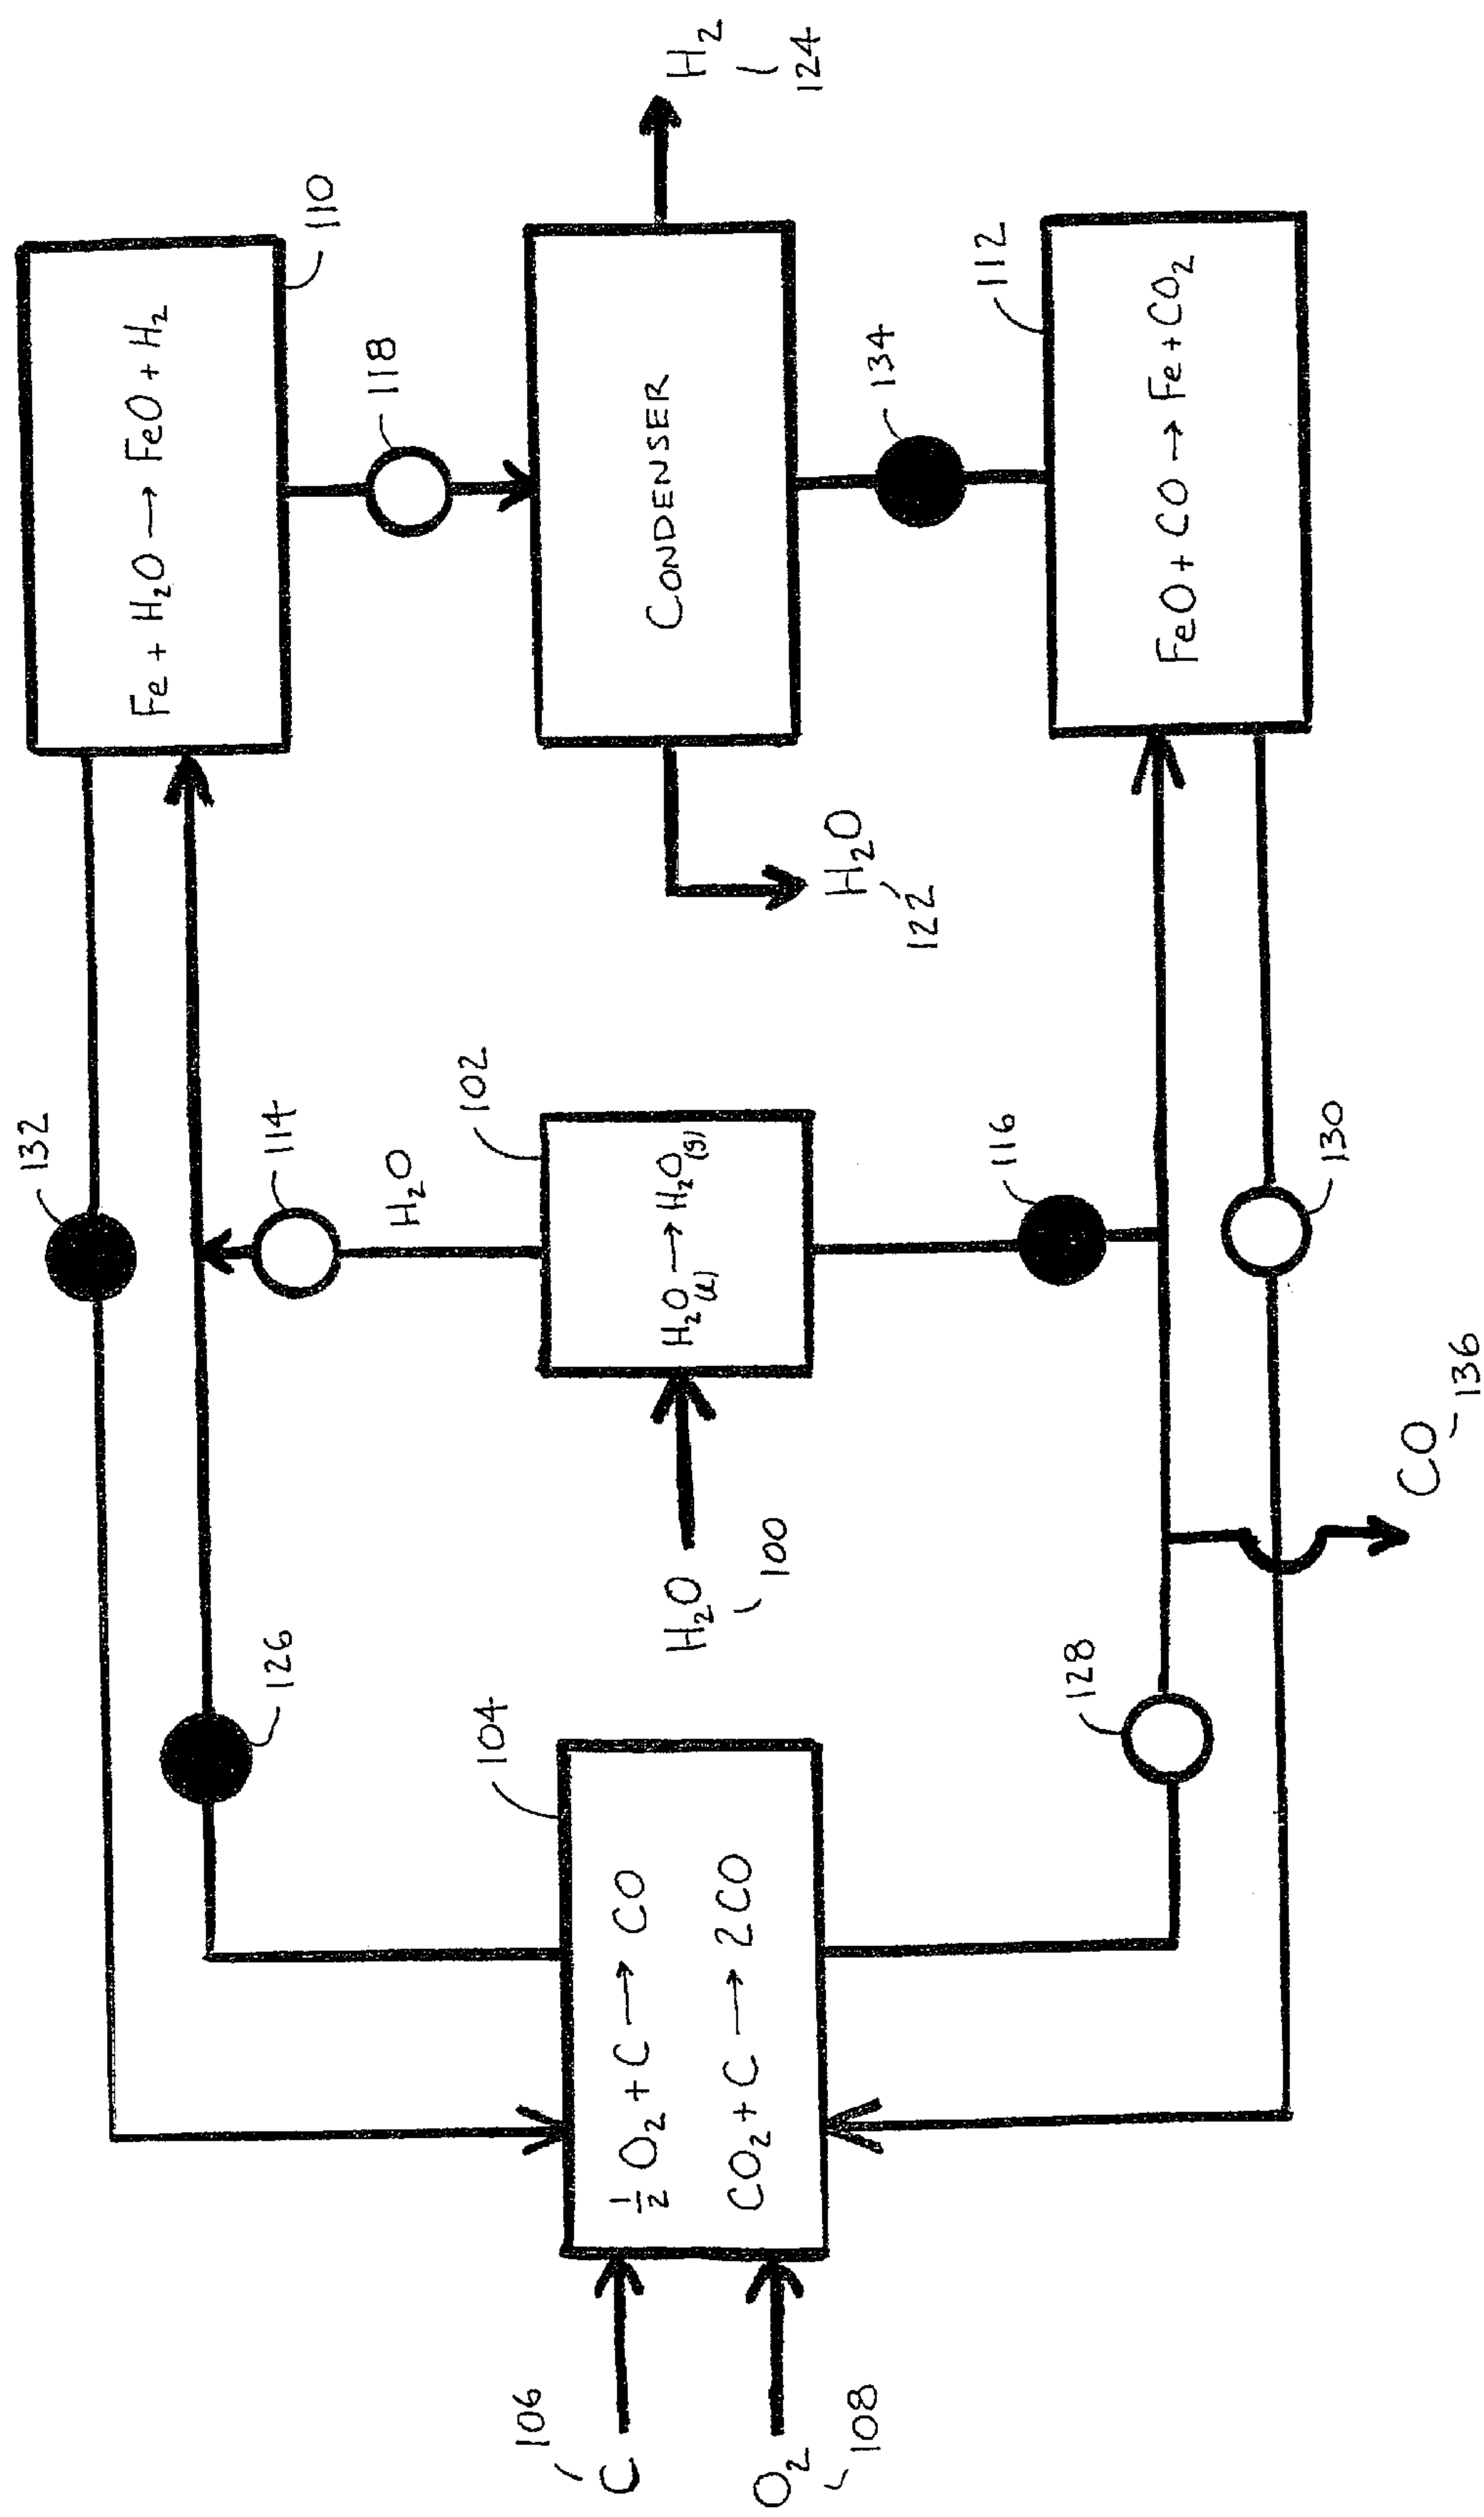 132
126
114
Fe + H₂O → FeO + H₂
110
H₂O
118
104
102
106
C
½ O₂ + C → CO
H₂O
100
H₂O(ℓ) → H₂O(g)
CONDENSER
H₂
124
O₂
108
CO₂ + C → 2CO
H₂O
122
134
128
116
112
FeO + CO → Fe + CO₂
130
CO
136